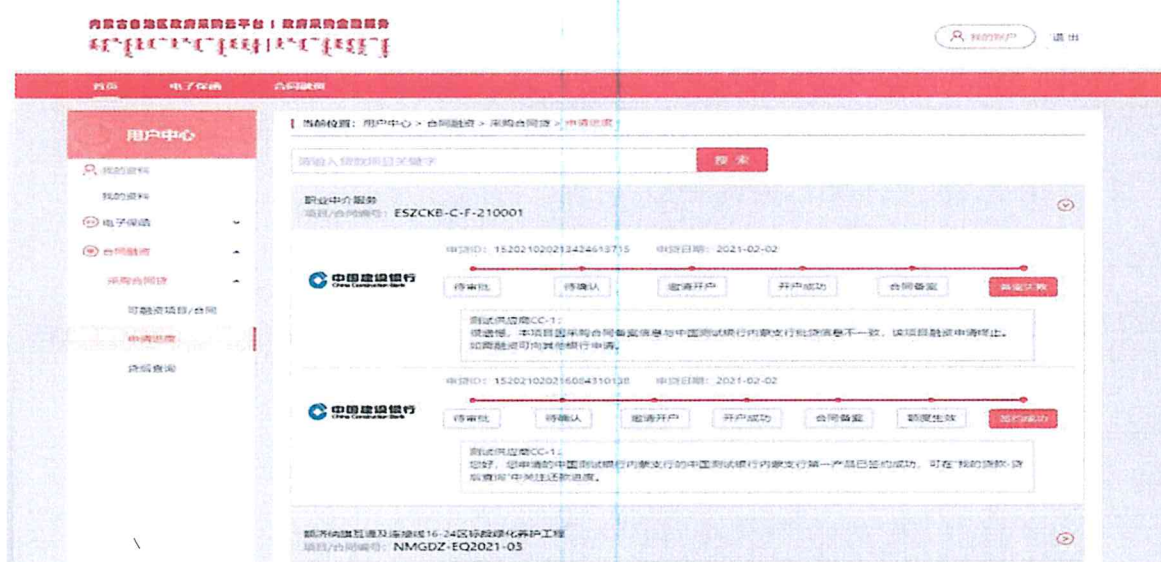 内蒙古自治区政府采购云平台 | 政府采购金融服务
我的账户 退出
首页 电子保函 合同融资
用户中心
我的资料
我的资料
电子保函
合同融资
采购合同贷
可融资项目/合同
申请进度
贷后查询
当前位置：用户中心 > 合同融资 > 采购合同贷 > 申请进度
请输入贷款项目关键字 搜索
职业中介服务
项目/合同编号：ESZCKB-C-F-210001
申贷ID：152021020213424613715 申贷日期：2021-02-02
中国建设银行
China Construction Bank
待审批 待确认 邀请开户 开户成功 合同备案 备案失败
测试供应商CC-1：
很遗憾，本项目因采购合同备案信息与中国测试银行内蒙支行批贷信息不一致，该项目融资申请终止。
如需融资可向其他银行申请。
申贷ID：152021020216084310138 申贷日期：2021-02-02
中国建设银行
China Construction Bank
待审批 待确认 邀请开户 开户成功 合同备案 额度生效 签约成功
测试供应商CC-1：
您好，您申请的中国测试银行内蒙支行的中国测试银行内蒙支行第一产品已签约成功，可在"我的贷款-贷
后查询"中关注还款进度。
额济纳旗互通及连接线16-24区标段绿化养护工程
项目/合同编号：NMGDZ-EQ2021-03